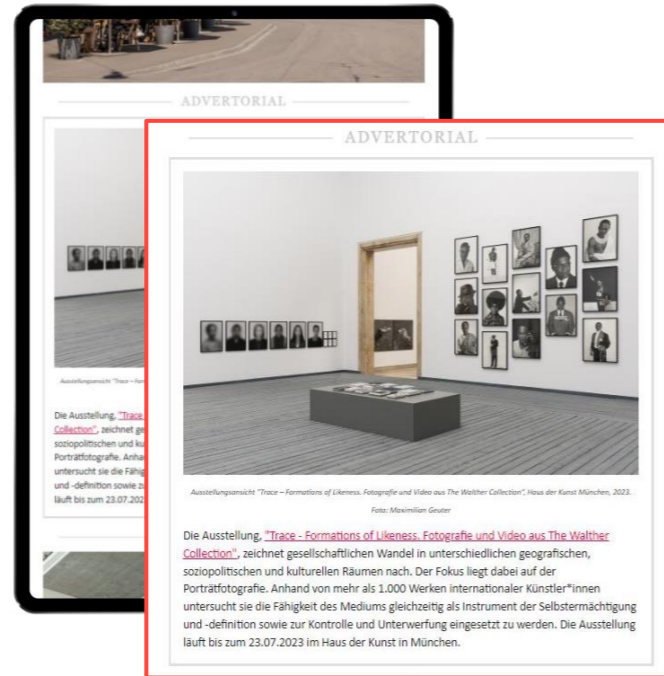 ADVERTORIAL
Ausstellungsansicht "Trace – For
Die Ausstellung, "Trace
Collection", zeichnet ge
soziopolitischen und ku
Porträtfotografie. Anha
untersucht sie die Fähig
und -definition sowie zu
läuft bis zum 23.07.202
ADVERTORIAL
Ausstellungsansicht "Trace – Formations of Likeness. Fotografie und Video aus The Walther Collection", Haus der Kunst München, 2023.
Foto: Maximilian Geuter
Die Ausstellung, "Trace - Formations of Likeness. Fotografie und Video aus The Walther
Collection", zeichnet gesellschaftlichen Wandel in unterschiedlichen geografischen,
soziopolitischen und kulturellen Räumen nach. Der Fokus liegt dabei auf der
Porträtfotografie. Anhand von mehr als 1.000 Werken internationaler Künstler*innen
untersucht sie die Fähigkeit des Mediums gleichzeitig als Instrument der Selbstermächtigung
und -definition sowie zur Kontrolle und Unterwerfung eingesetzt zu werden. Die Ausstellung
läuft bis zum 23.07.2023 im Haus der Kunst in München.